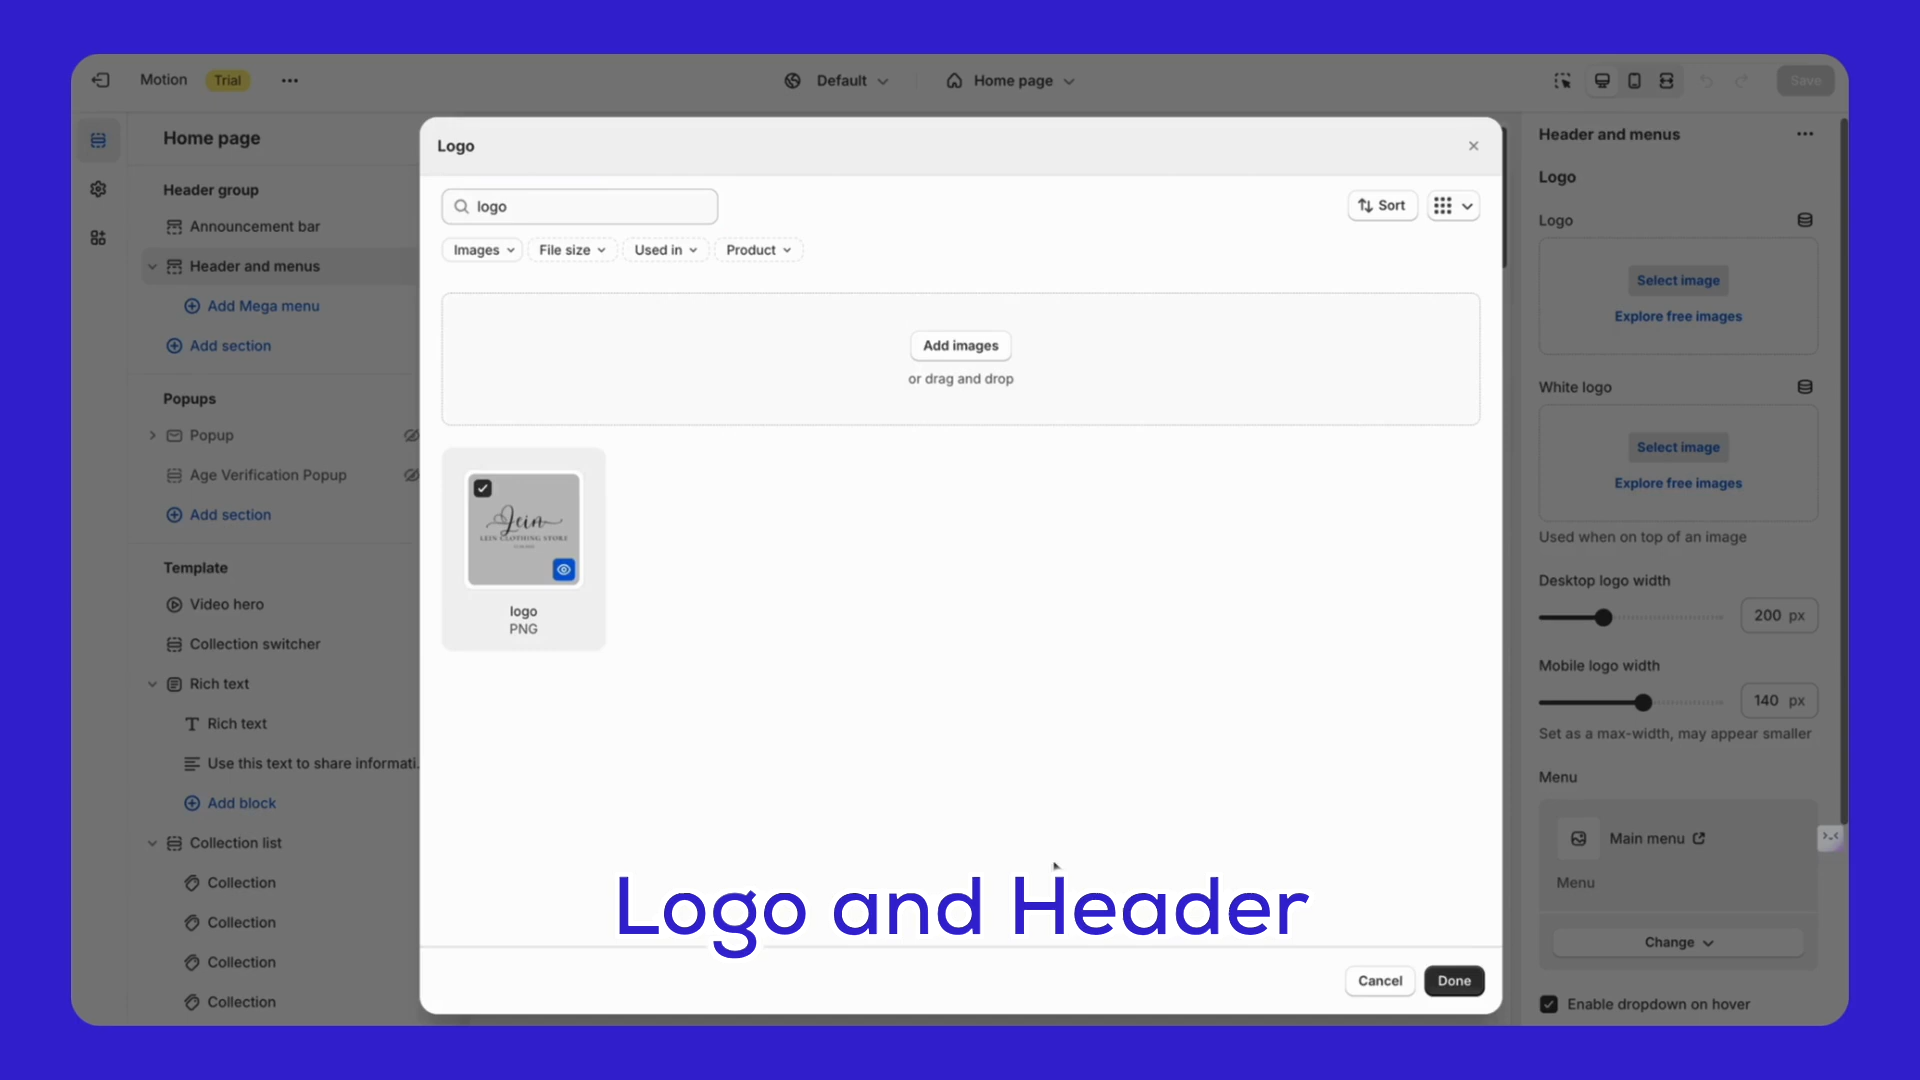 Motion
Trial
Default
Home page
Save
Home page
Header group
Announcement bar
Header and menus
Add Mega menu
Add section
Popups
Popup
Age Verification Popup
Add section
Template
Video hero
Collection switcher
Rich text
Rich text
Use this text to share informati.
Add block
Collection list
Collection
Collection
Collection
Collection
Logo
logo
Sort
Images
File size
Used in
Product
Add images
or drag and drop
Lein
LEIN CLOTHING STORE
logo
PNG
Logo and Header
Cancel
Done
Header and menus
Logo
Logo
Select image
Explore free images
White logo
Select image
Explore free images
Used when on top of an image
Desktop logo width
200 px
Mobile logo width
140 px
Set as a max-width, may appear smaller
Menu
Main menu
Menu
Change
Enable dropdown on hover